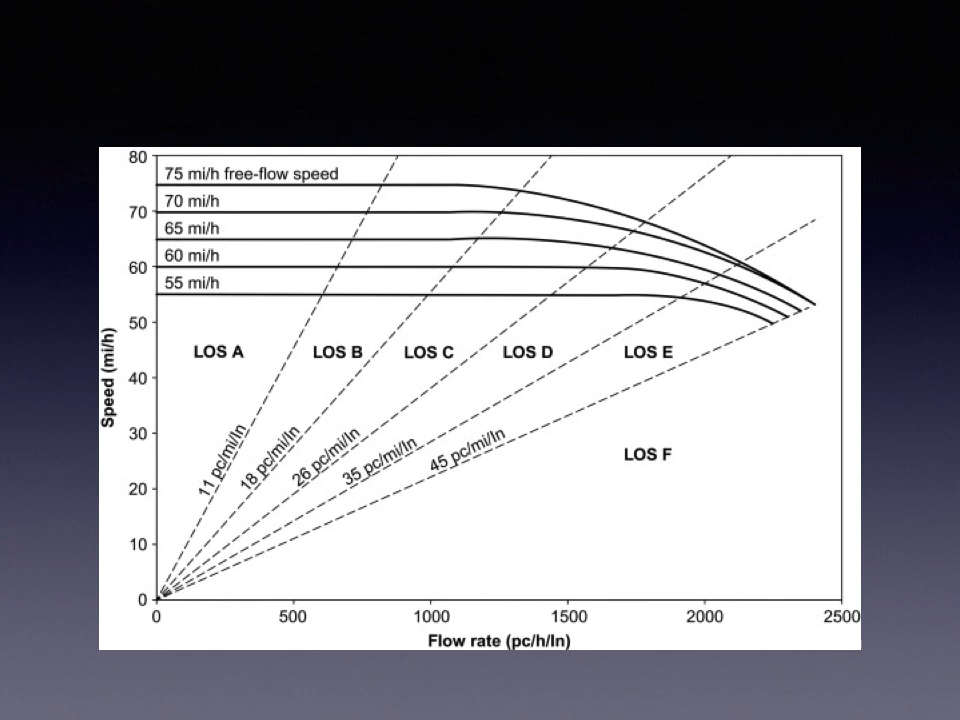 80
75 mi/h free-flow speed
70
70 mi/h
65 mi/h
60
60 mi/h
55 mi/h
50
LOS A
LOS B
LOS C
LOS D
LOS E
Speed (mi/h)
40
30
11 pc/mi/ln
18 pc/mi/ln
26 pc/mi/ln
35 pc/mi/ln
45 pc/mi/ln
LOS F
20
10
0
0 500 1000 1500 2000 2500
Flow rate (pc/h/ln)